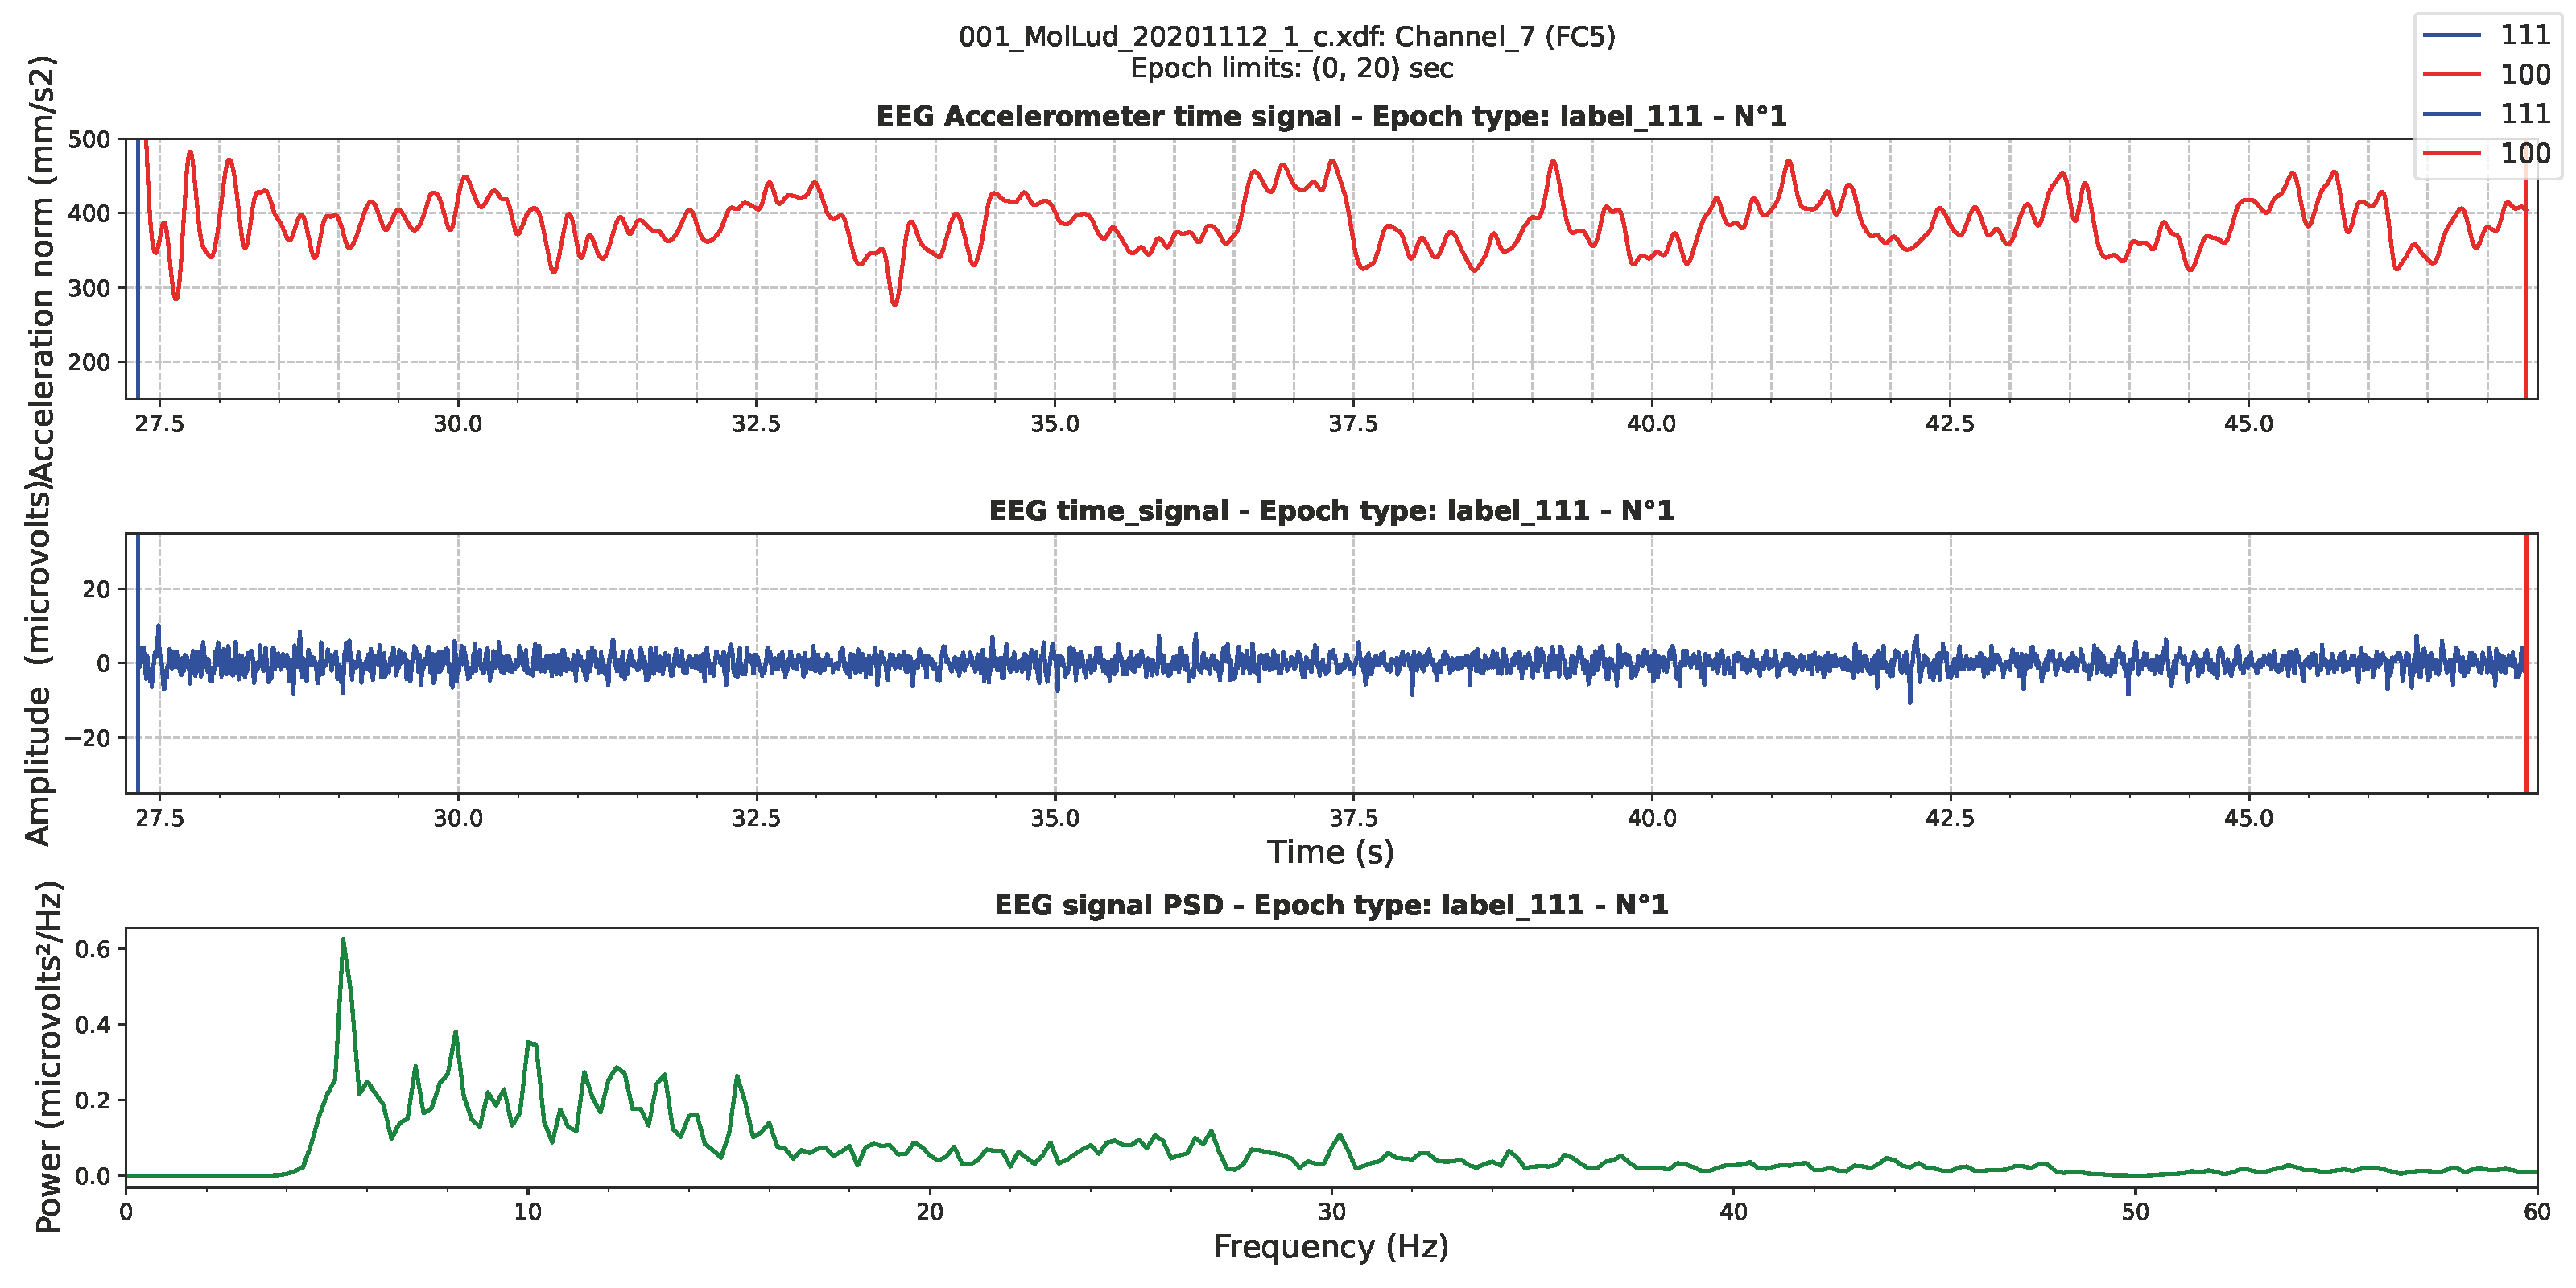 001_MolLud_20201112_1_c.xdf: Channel_7 (FC5)
Epoch limits: (0, 20) sec
111
100
111
100
EEG Accelerometer time signal - Epoch type: label_111 - N°1
Acceleration norm (mm/s2)
500
400
300
200
27.5 30.0 32.5 35.0 37.5 40.0 42.5 45.0
EEG time_signal - Epoch type: label_111 - N°1
Amplitude (microvolts)
20
0
−20
27.5 30.0 32.5 35.0 37.5 40.0 42.5 45.0
Time (s)
EEG signal PSD - Epoch type: label_111 - N°1
Power (microvolts²/Hz)
0.6
0.4
0.2
0.0
0 10 20 30 40 50 60
Frequency (Hz)